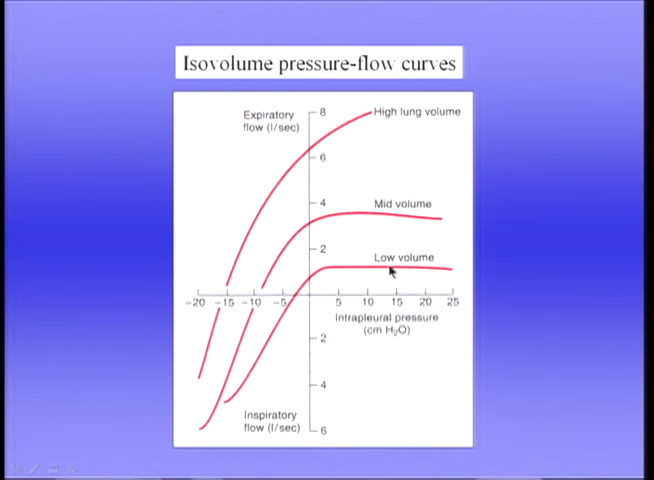 Isovolume pressure-flow curves
Expiratory
flow (l/sec)
8
High lung volume
6
4
Mid volume
2
Low volume
-20 -15 -10 -5 5 10 15 20 25
Intrapleural pressure
(cm H₂O)
2
4
Inspiratory
flow (l/sec)
6